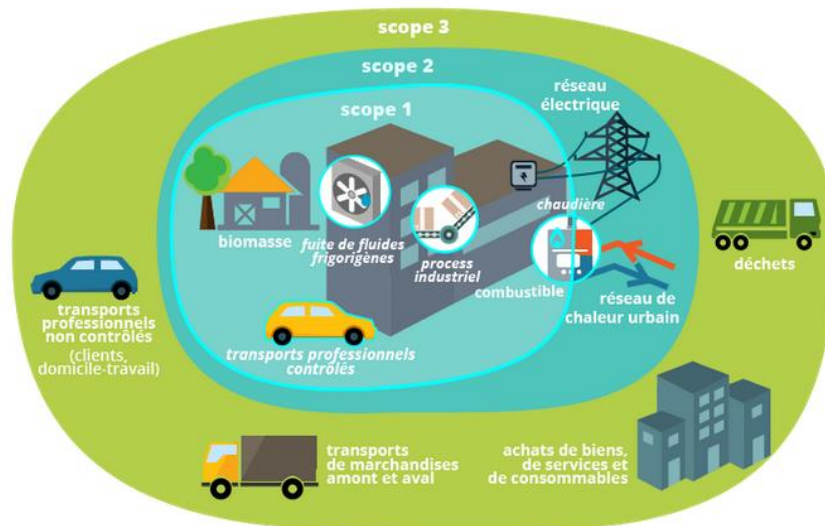 scope 3
scope 2
scope 1
réseau
électrique
chaudière
biomasse
fuite de fluides
frigorigènes
process
industriel
combustible
réseau de
chaleur urbain
déchets
transports
professionnels
non contrôlés
(clients,
domicile-travail)
transports professionnels
contrôlés
transports
de marchandises
amont et aval
achats de biens,
de services et
de consommables